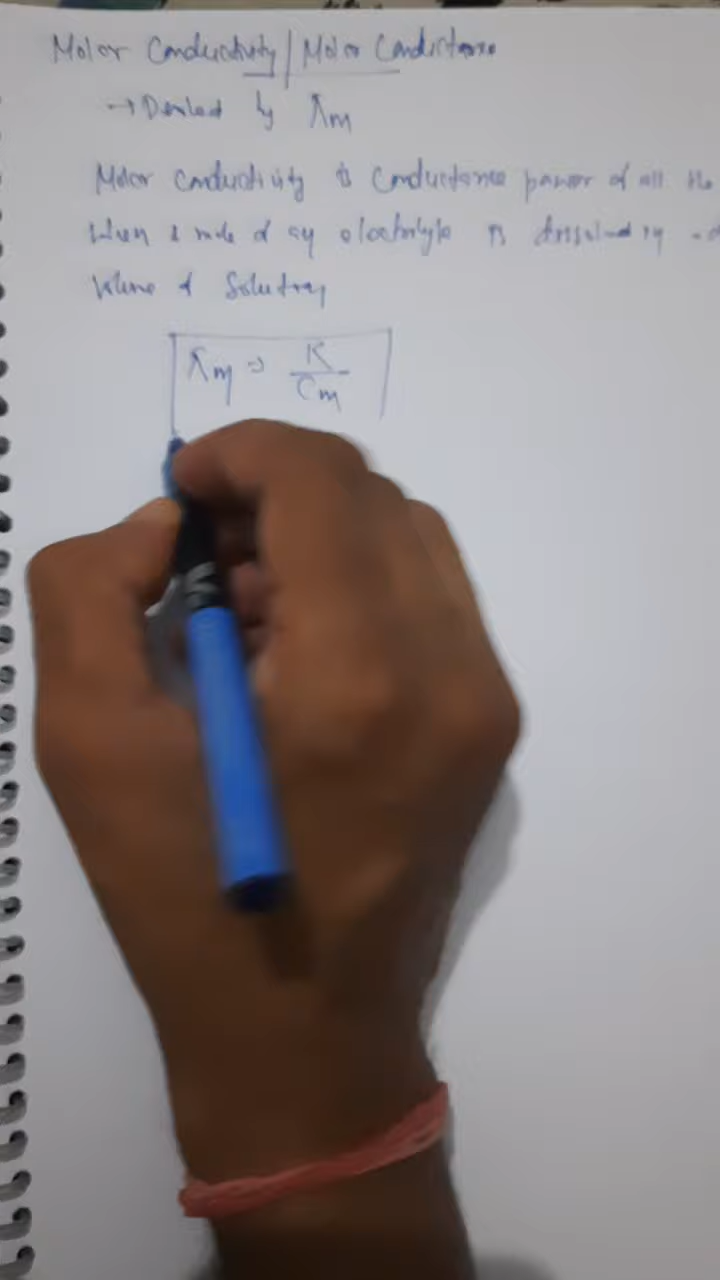 Molar Conductivity / Molar Conductance
→ Denoted by Λm
Molar Conductivity is Conductance power of all the
when 1 mole of any electrolyte is dissolved in
Volume of Solution
Λm ⇒ K / Cm